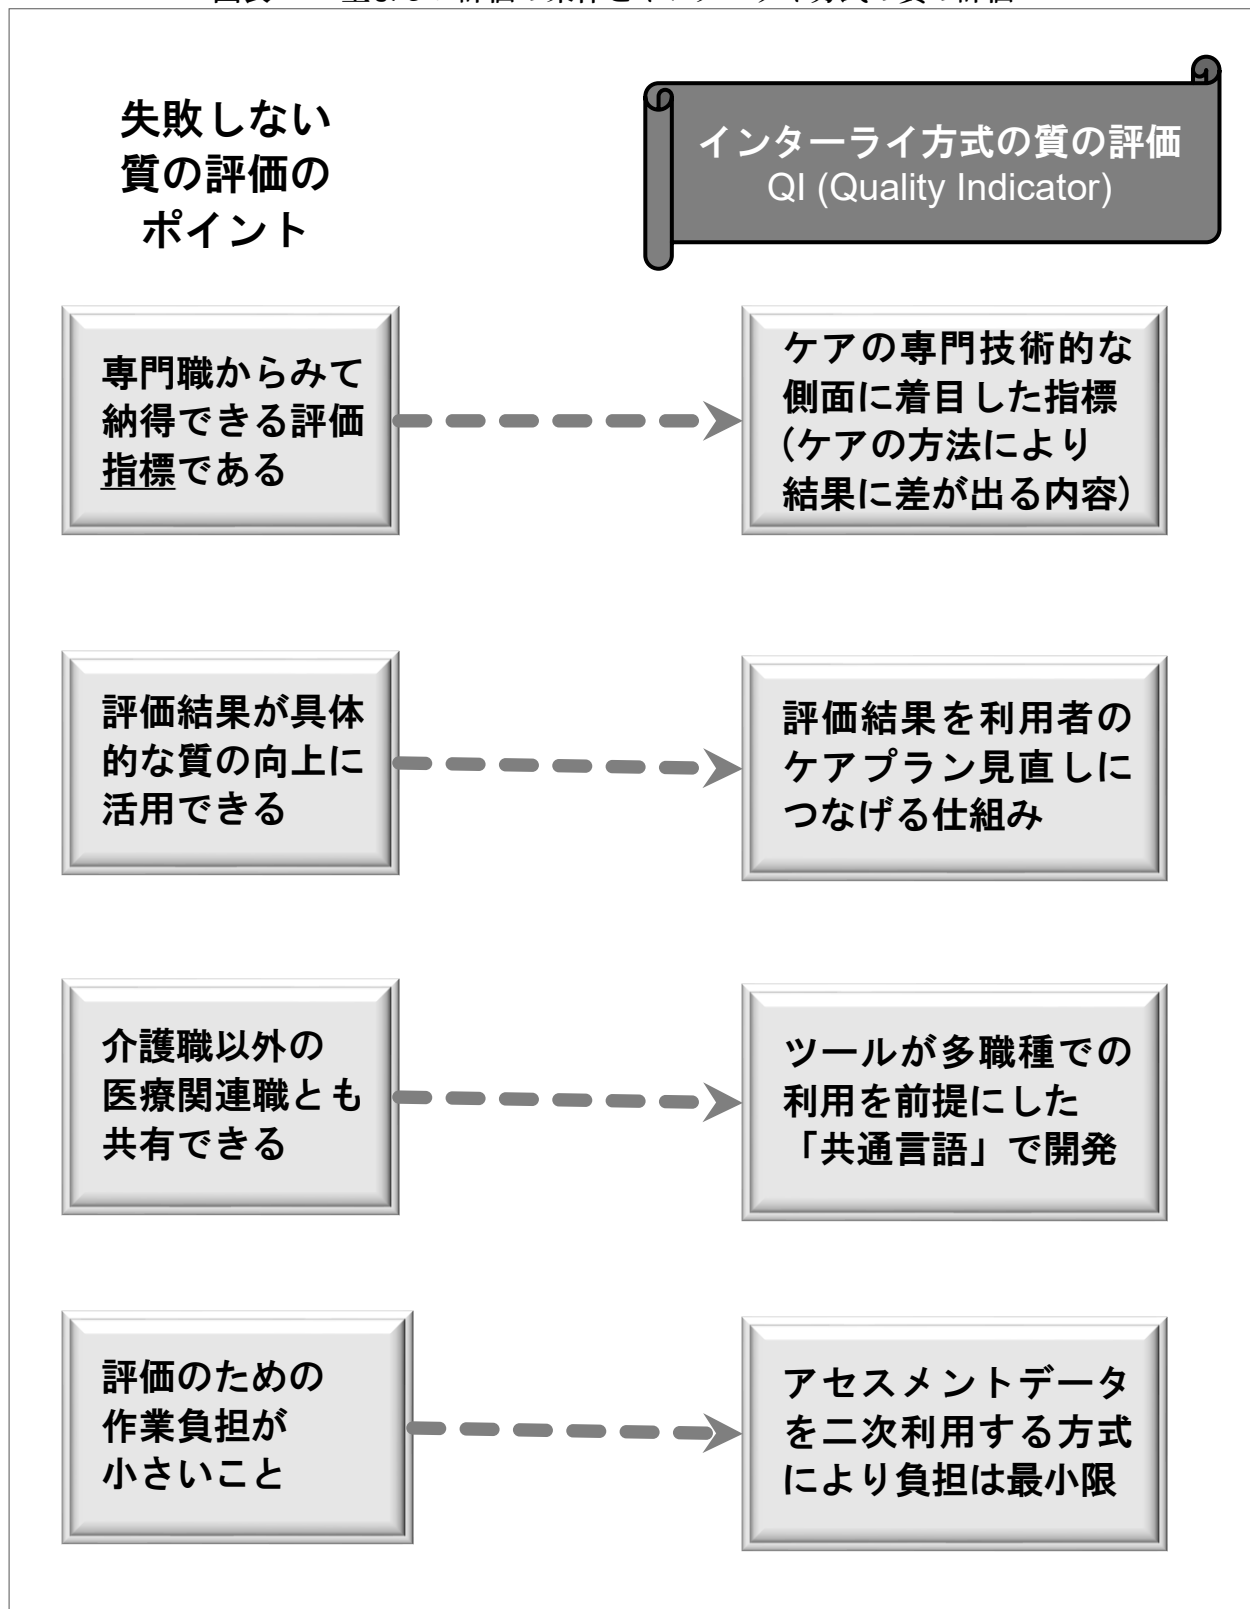 失敗しない
質の評価の
ポイント
インターライ方式の質の評価
QI (Quality Indicator)
専門職からみて
納得できる評価
指標である
ケアの専門技術的な
側面に着目した指標
(ケアの方法により
結果に差が出る内容)
評価結果が具体
的な質の向上に
活用できる
評価結果を利用者の
ケアプラン見直しに
つなげる仕組み
介護職以外の
医療関連職とも
共有できる
ツールが多職種での
利用を前提にした
「共通言語」で開発
評価のための
作業負担が
小さいこと
アセスメントデータ
を二次利用する方式
により負担は最小限